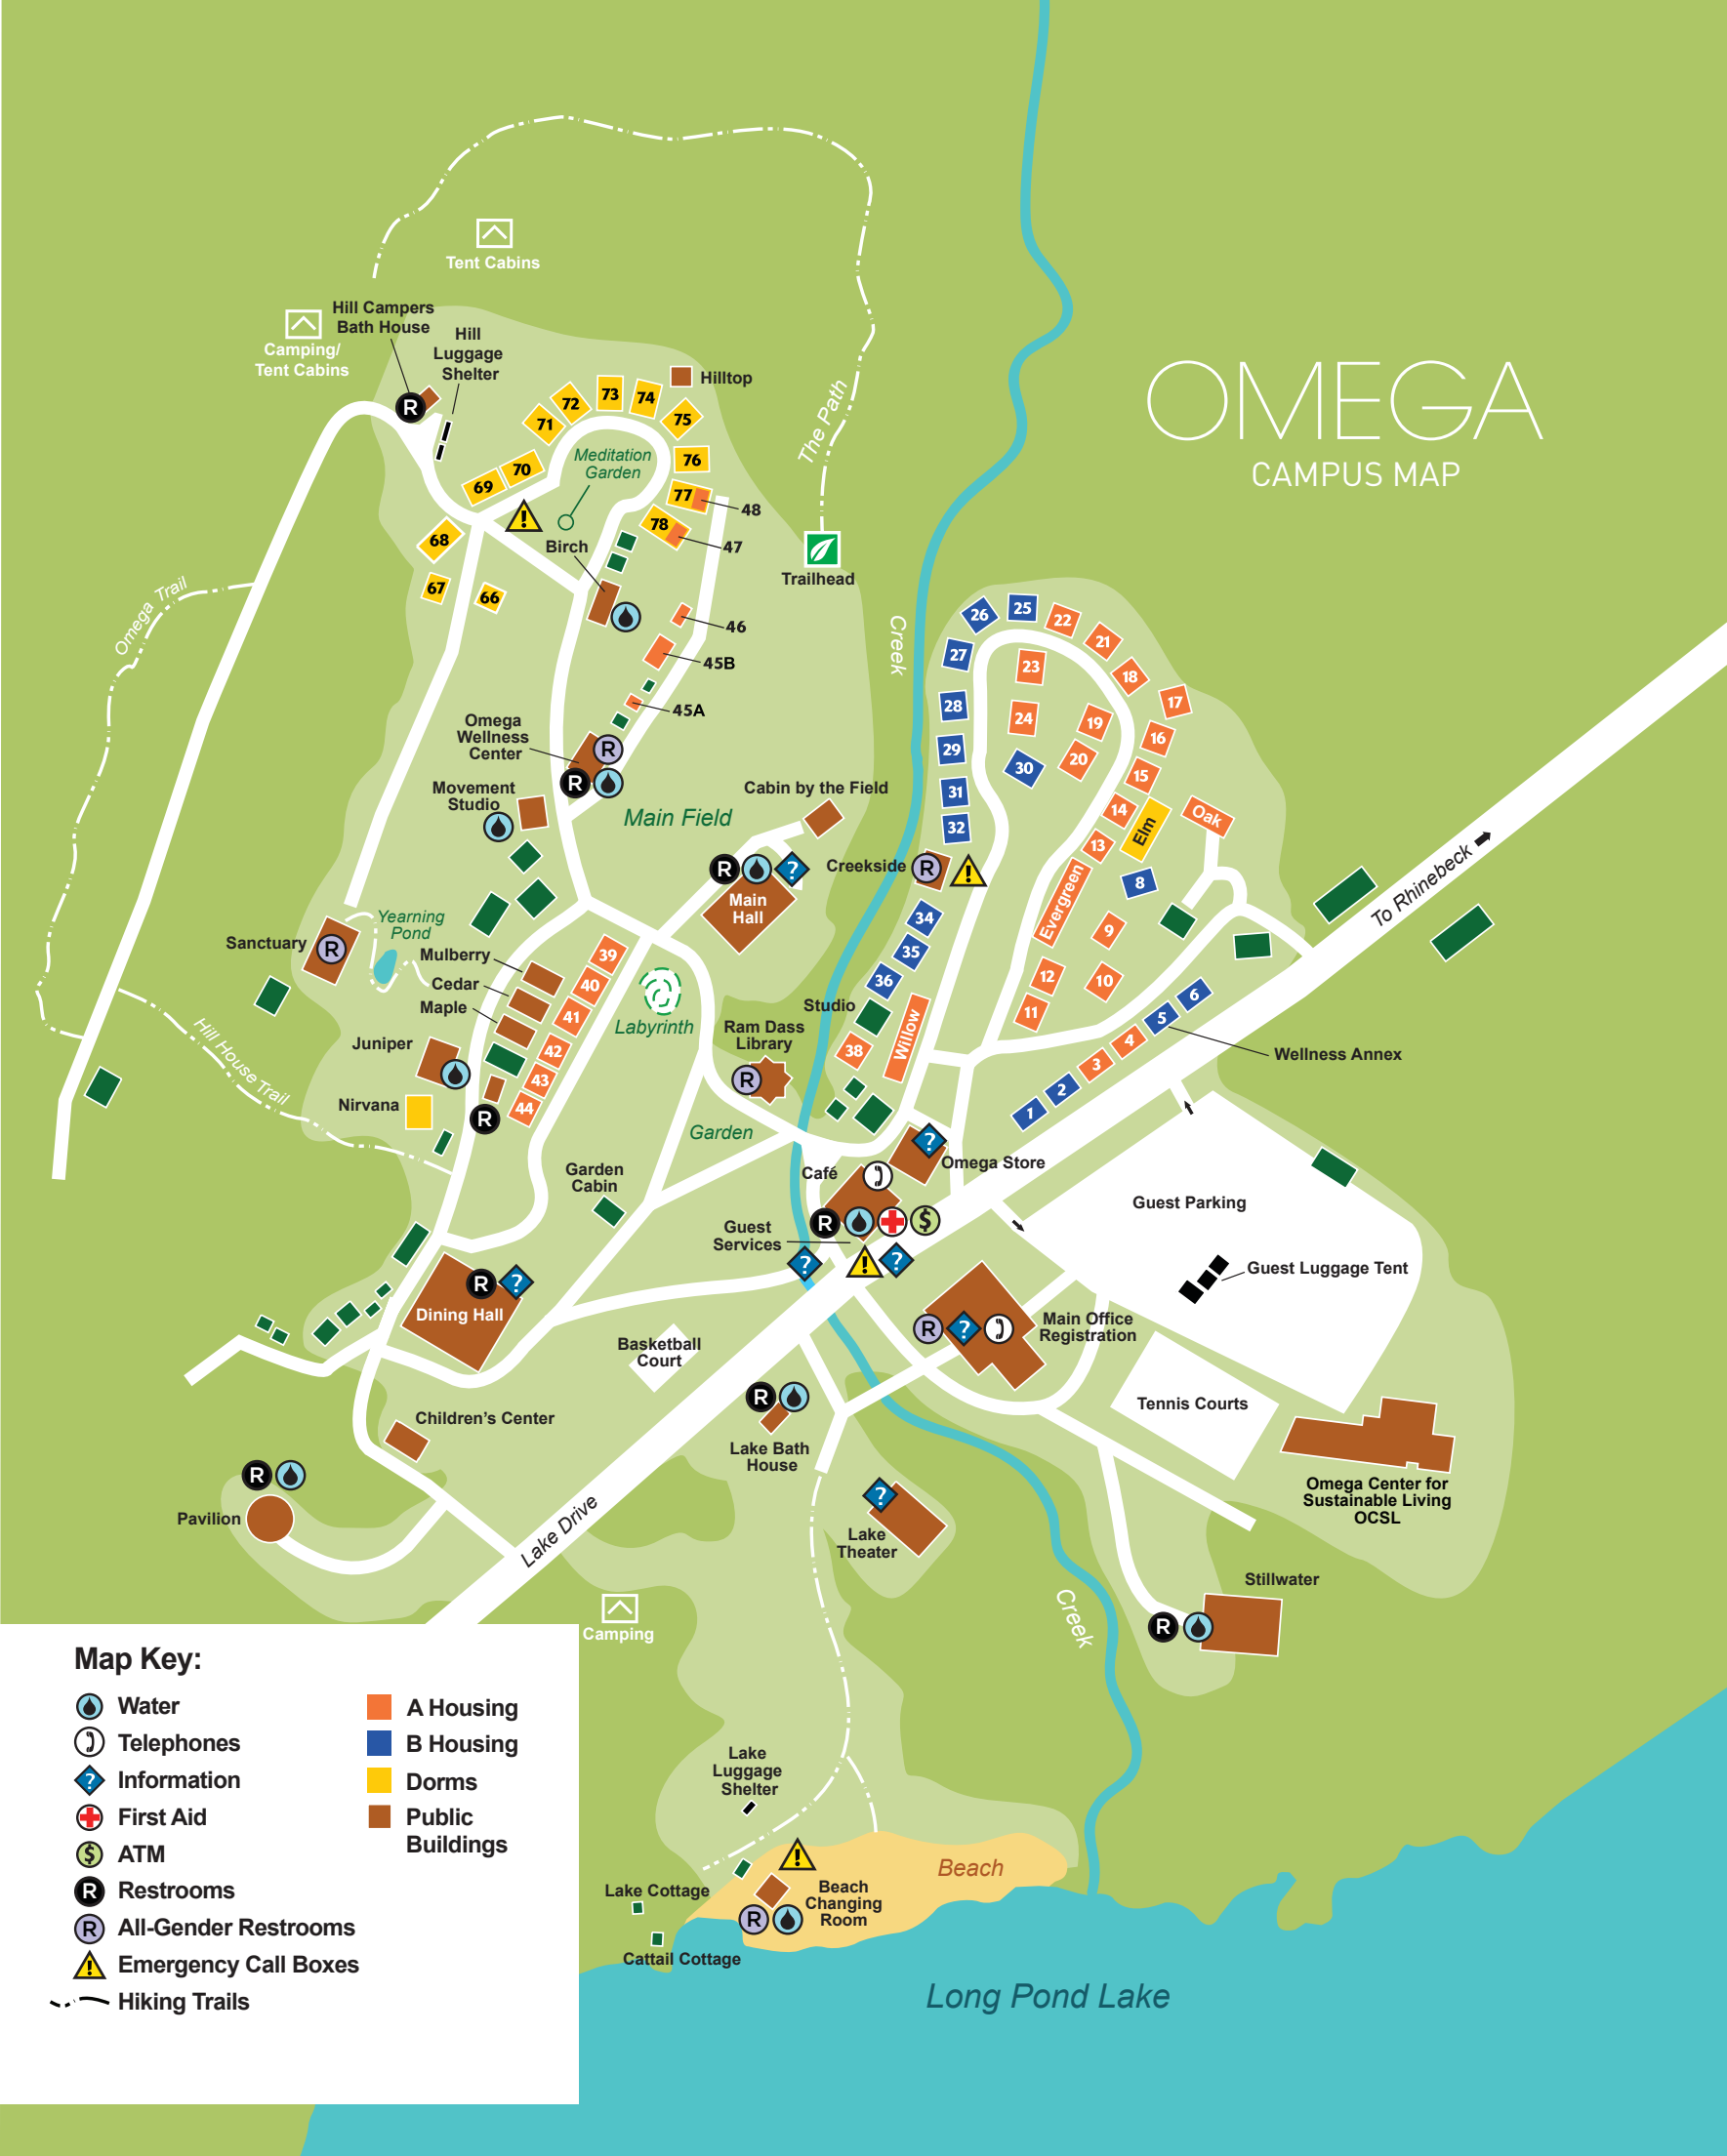 OMEGA
CAMPUS MAP
Tent Cabins
Hill Campers
Bath House
Camping/
Tent Cabins
Hill
Luggage
Shelter
R
Hilltop
71
72
73
74
75
76
77
78
69
70
68
67
66
48
47
46
45B
45A
Meditation
Garden
!
Birch
The Path
Trailhead
Omega Trail
Omega
Wellness
Center
R
R
Movement
Studio
Main Field
Cabin by the Field
R
?
Main
Hall
Creek
Creekside
R
!
26
25
22
27
23
21
18
17
28
24
19
16
29
30
20
15
31
14
Elm
Oak
32
13
8
Evergreen
9
34
35
36
12
10
11
6
5
4
3
2
1
Wellness Annex
To Rhinebeck
Studio
38
Willow
Sanctuary
R
Yearning
Pond
Mulberry
Cedar
Maple
39
40
41
42
43
44
Juniper
Nirvana
R
Hill House Trail
Labyrinth
Ram Dass
Library
R
Garden
Garden
Cabin
Café
?
Omega Store
R
$
Guest
Services
?
!
?
Guest Parking
Guest Luggage Tent
Main Office
Registration
R
?
Tennis Courts
Omega Center for
Sustainable Living
OCSL
R
?
Dining Hall
Basketball
Court
R
Lake Bath
House
?
Lake
Theater
Children's Center
R
Pavilion
Lake Drive
Camping
Creek
Stillwater
R
Lake
Luggage
Shelter
!
Beach
Lake Cottage
Beach
Changing
Room
R
Cattail Cottage
Long Pond Lake
Map Key:
Water
Telephones
? Information
First Aid
$ ATM
R Restrooms
R All-Gender Restrooms
! Emergency Call Boxes
Hiking Trails
A Housing
B Housing
Dorms
Public
Buildings